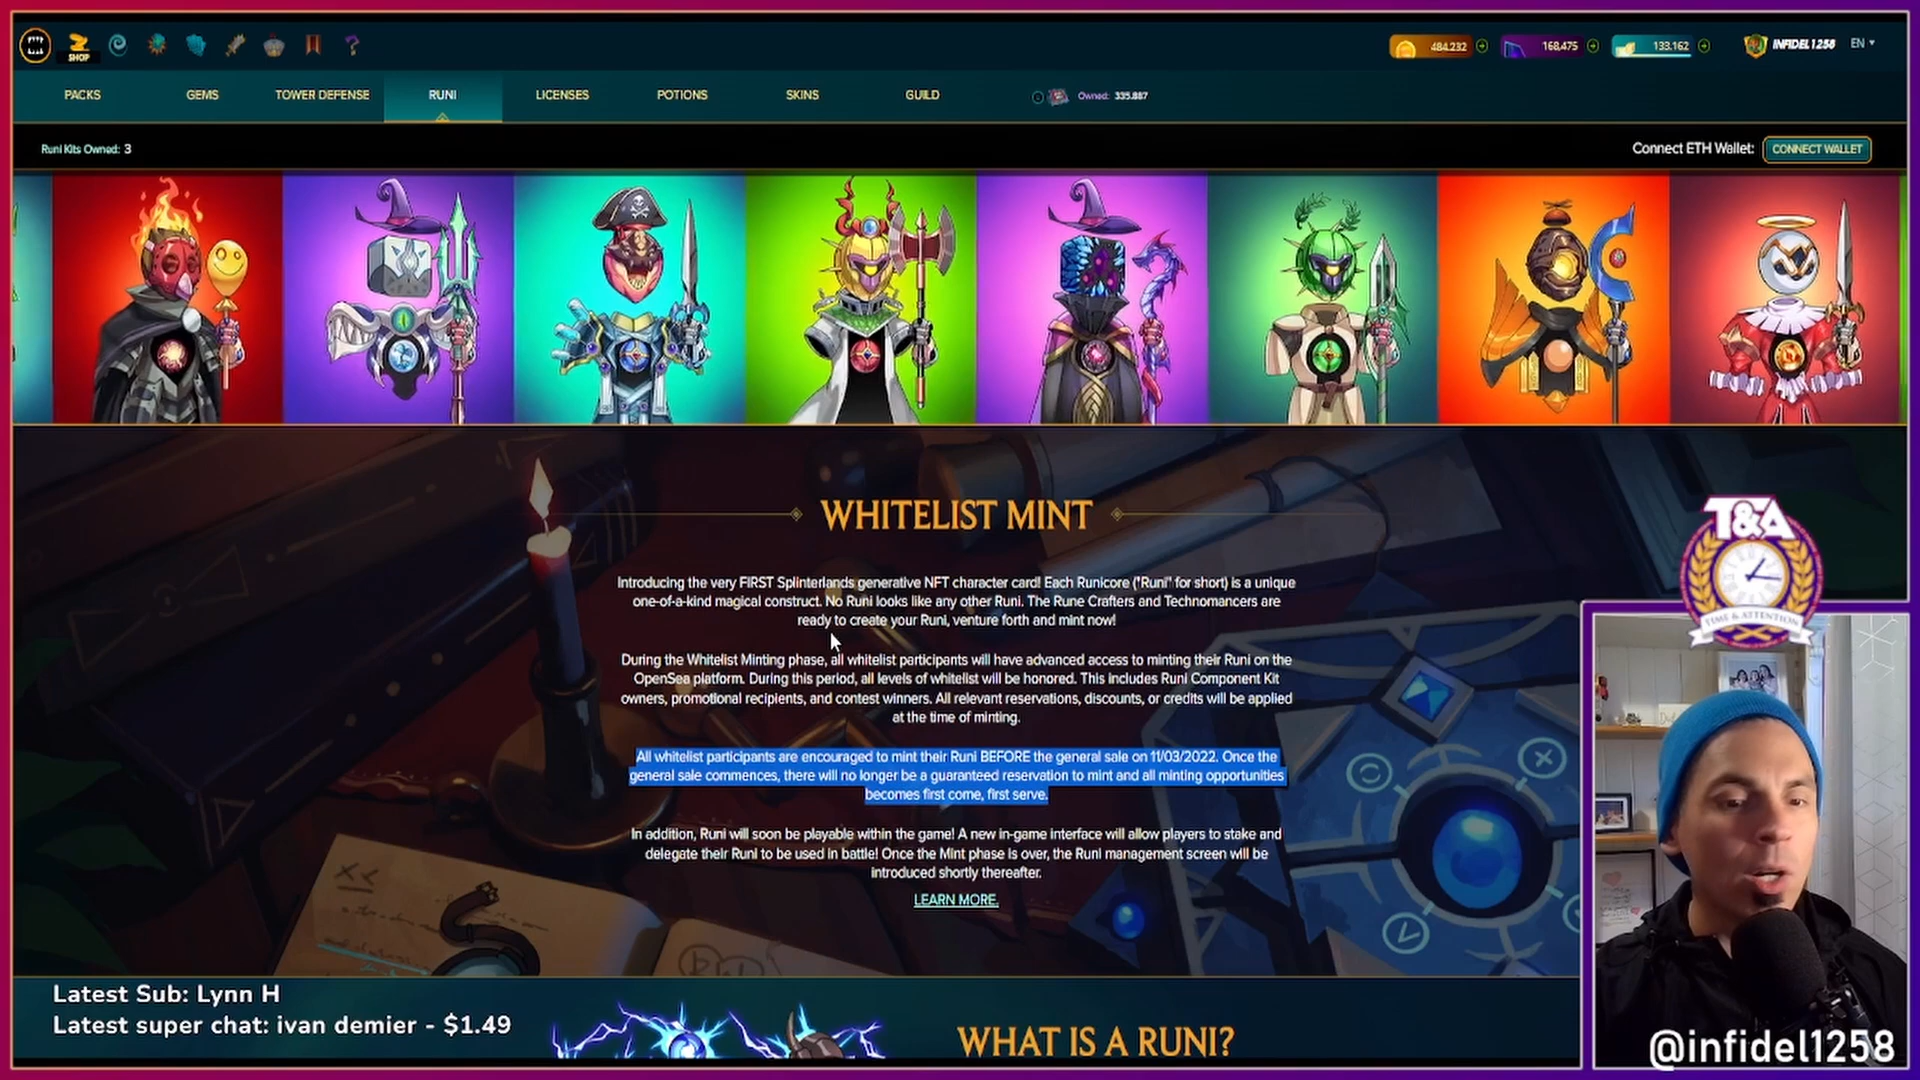 SHOP
484.232
168,475
133.162
INFIDEL1258
EN
PACKS
GEMS
TOWER DEFENSE
RUNI
LICENSES
POTIONS
SKINS
GUILD
Owned: 335.887
Runi Kits Owned: 3
Connect ETH Wallet:
CONNECT WALLET
WHITELIST MINT
Introducing the very FIRST Splinterlands generative NFT character card! Each Runicore ("Runi" for short) is a unique
one-of-a-kind magical construct. No Runi looks like any other Runi. The Rune Crafters and Technomancers are
ready to create your Runi, venture forth and mint now!
During the Whitelist Minting phase, all whitelist participants will have advanced access to minting their Runi on the
OpenSea platform. During this period, all levels of whitelist will be honored. This includes Runi Component Kit
owners, promotional recipients, and contest winners. All relevant reservations, discounts, or credits will be applied
at the time of minting.
All whitelist participants are encouraged to mint their Runi BEFORE the general sale on 11/03/2022. Once the
general sale commences, there will no longer be a guaranteed reservation to mint and all minting opportunities
becomes first come, first serve.
In addition, Runi will soon be playable within the game! A new in-game interface will allow players to stake and
delegate their Runi to be used in battle! Once the Mint phase is over, the Runi management screen will be
introduced shortly thereafter.
LEARN MORE.
T&A
TIME & ATTENTION
Latest Sub: Lynn H
Latest super chat: ivan demier - $1.49
WHAT IS A RUNI?
@infidel1258